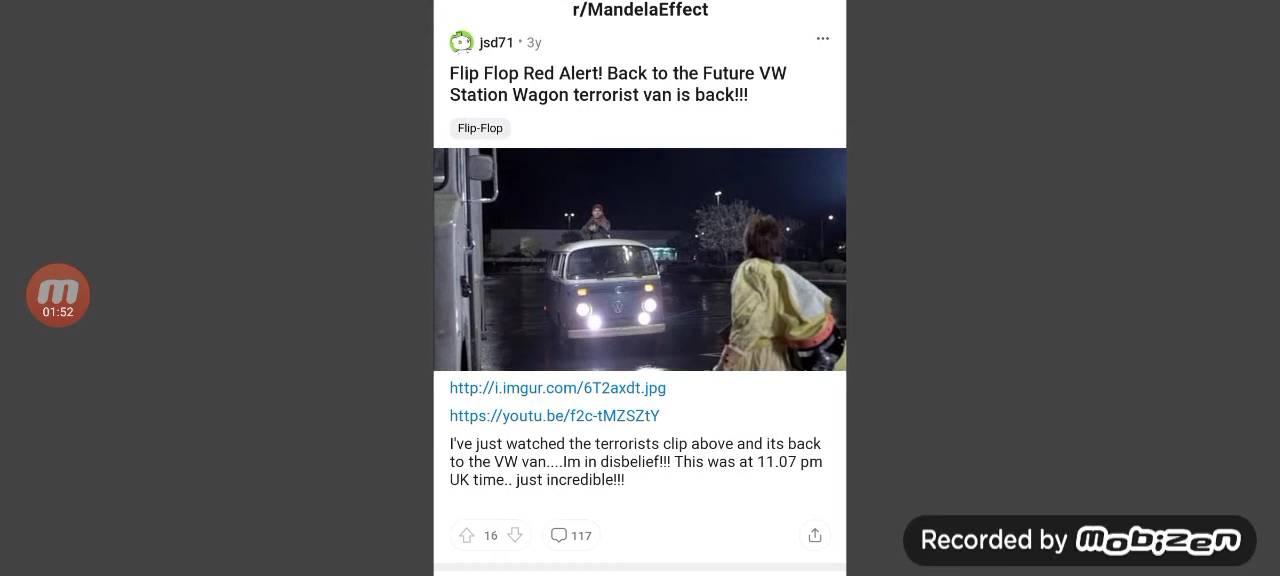 r/MandelaEffect
jsd71 • 3y
Flip Flop Red Alert! Back to the Future VW
Station Wagon terrorist van is back!!!
Flip-Flop
http://i.imgur.com/6T2axdt.jpg
https://youtu.be/f2c-tMZSZtY
I've just watched the terrorists clip above and its back
to the VW van....Im in disbelief!!! This was at 11.07 pm
UK time.. just incredible!!!
16
117
m
01:52
Recorded by mobizen